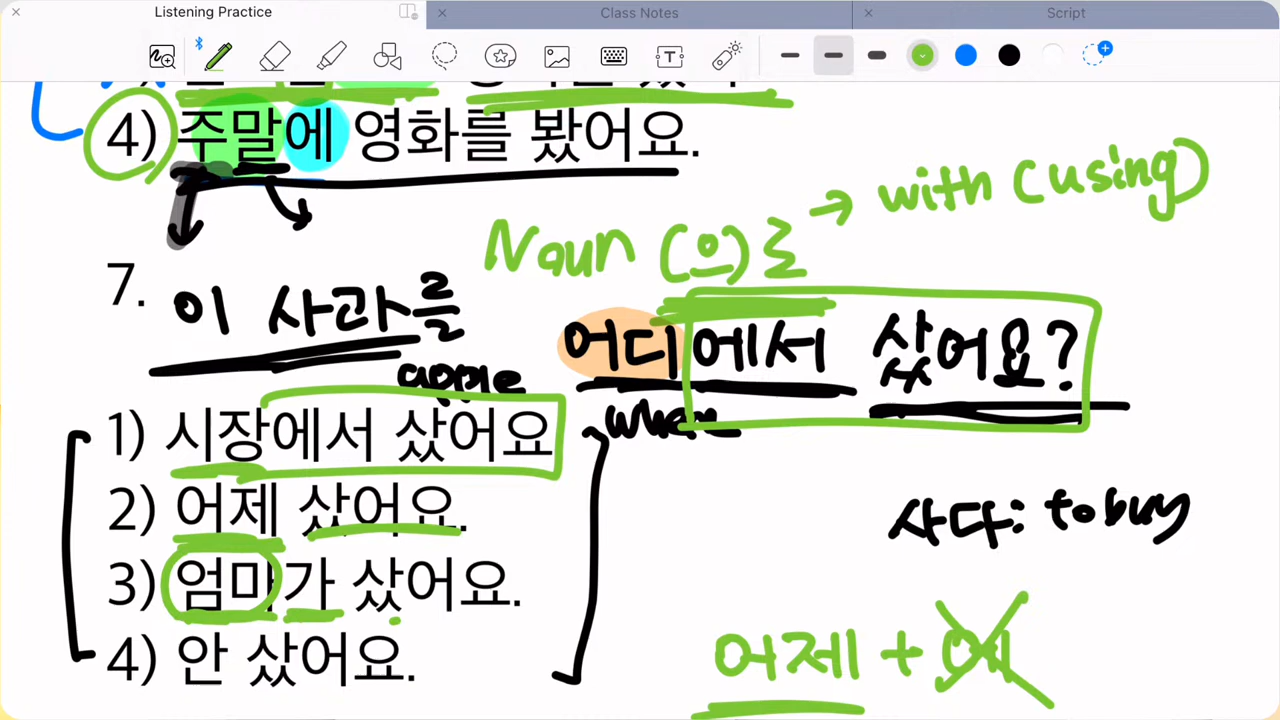 Listening Practice
Class Notes
Script
4) 주말에 영화를 봤어요.
Noun (으)로 → with (using)
7. 이 사과를 어디에서 샀어요?
apple
where
1) 시장에서 샀어요
2) 어제 샀어요.
사다: to buy
3) 엄마가 샀어요.
4) 안 샀어요.
어제 + 에